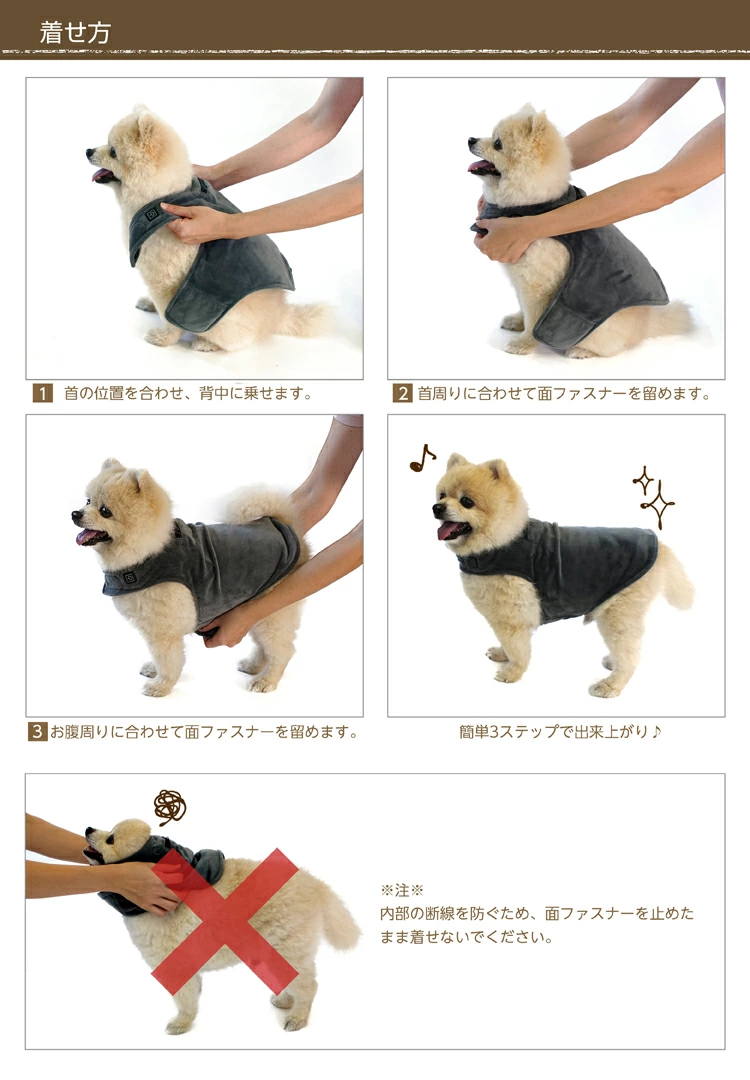 着せ方
1 首の位置を合わせ、背中に乗せます。
2 首周りに合わせて面ファスナーを留めます。
3 お腹周りに合わせて面ファスナーを留めます。
簡単3ステップで出来上がり♪
※注※
内部の断線を防ぐため、面ファスナーを止めた
まま着せないでください。